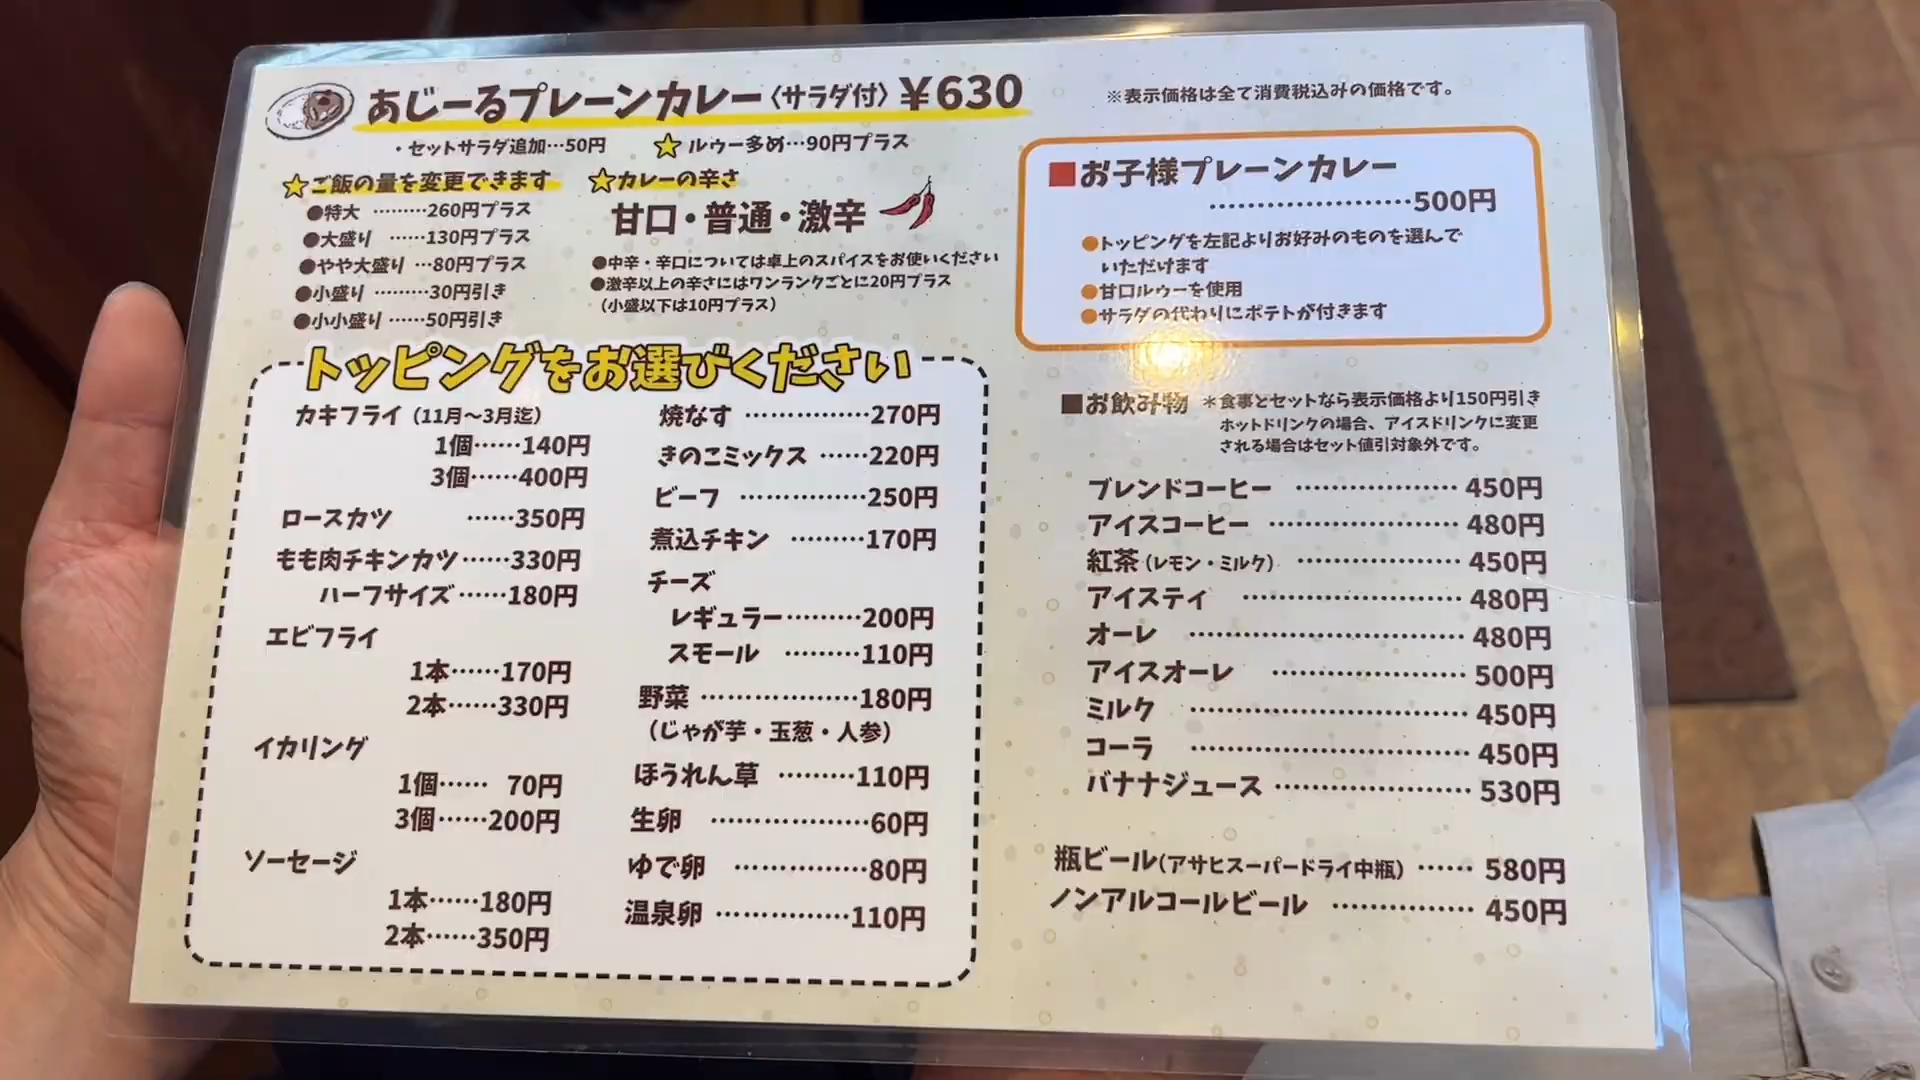 あじーるプレーンカレー〈サラダ付〉¥630
・セットサラダ追加…50円
☆ルゥー多め…90円プラス
☆ご飯の量を変更できます
●特大 ………260円プラス
●大盛り ……130円プラス
●やや大盛り …80円プラス
●小盛り ………30円引き
●小小盛り ……50円引き
☆カレーの辛さ
甘口・普通・激辛
●中辛・辛口については卓上のスパイスをお使いください
●激辛以上の辛さにはワンランクごとに20円プラス
(小盛以下は10円プラス)
トッピングをお選びください
カキフライ(11月〜3月迄)
1個……140円
3個……400円
ロースカツ ……350円
もも肉チキンカツ……330円
ハーフサイズ……180円
エビフライ
1本……170円
2本……330円
イカリング
1個…… 70円
3個……200円
ソーセージ
1本……180円
2本……350円
焼なす ……………270円
きのこミックス ……220円
ビーフ ……………250円
煮込チキン ………170円
チーズ
レギュラー………200円
スモール ………110円
野菜 ………………180円
(じゃが芋・玉葱・人参)
ほうれん草 ………110円
生卵 ………………60円
ゆで卵 ……………80円
温泉卵 ……………110円
※表示価格は全て消費税込みの価格です。
■お子様プレーンカレー
…………………500円
●トッピングを左記よりお好みのものを選んで
いただけます
●甘口ルゥーを使用
●サラダの代わりにポテトが付きます
■お飲み物 *食事とセットなら表示価格より150円引き
ホットドリンクの場合、アイスドリンクに変更
される場合はセット値引対象外です。
ブレンドコーヒー ……………… 450円
アイスコーヒー ………………… 480円
紅茶(レモン・ミルク) ……………… 450円
アイスティ …………………… 480円
オーレ ………………………… 480円
アイスオーレ ………………… 500円
ミルク ………………………… 450円
コーラ ………………………… 450円
バナナジュース ………………… 530円
瓶ビール(アサヒスーパードライ中瓶) …… 580円
ノンアルコールビール …………… 450円